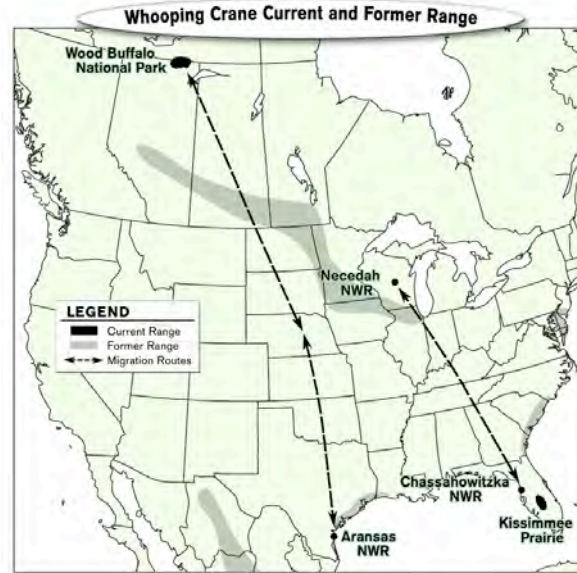 Whooping Crane Current and Former Range
Wood Buffalo
National Park
Necedah
NWR
LEGEND
Current Range
Former Range
Migration Routes
Chassahowitzka
NWR
Kissimmee
Prairie
Aransas
NWR